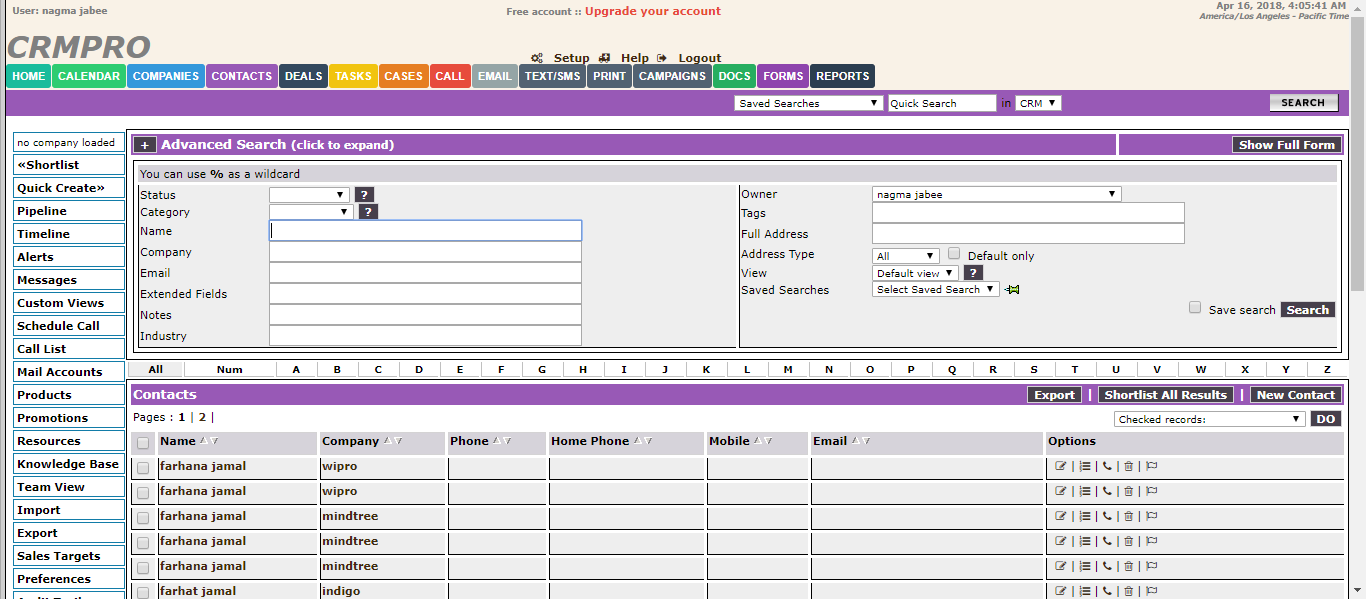 User: nagma jabee
Free account :: Upgrade your account
Apr 16, 2018, 4:05:41 AM
America/Los Angeles - Pacific Time
CRMPRO
Setup Help Logout
HOME CALENDAR COMPANIES CONTACTS DEALS TASKS CASES CALL EMAIL TEXT/SMS PRINT CAMPAIGNS DOCS FORMS REPORTS
Saved Searches Quick Search in CRM SEARCH
no company loaded
«Shortlist
Quick Create»
Pipeline
Timeline
Alerts
Messages
Custom Views
Schedule Call
Call List
Mail Accounts
Products
Promotions
Resources
Knowledge Base
Team View
Import
Export
Sales Targets
Preferences
+ Advanced Search (click to expand) Show Full Form
You can use % as a wildcard
Status ?
Category ?
Name
Company
Email
Extended Fields
Notes
Industry
Owner nagma jabee
Tags
Full Address
Address Type All Default only
View Default view ?
Saved Searches Select Saved Search
Save search Search
All Num A B C D E F G H I J K L M N O P Q R S T U V W X Y Z
Contacts Export | Shortlist All Results | New Contact
Pages : 1 | 2 |
Checked records: DO
Name Company Phone Home Phone Mobile Email Options
farhana jamal wipro | | | |
farhana jamal wipro | | | |
farhana jamal mindtree | | | |
farhana jamal mindtree | | | |
farhana jamal mindtree | | | |
farhat jamal indigo | | | |